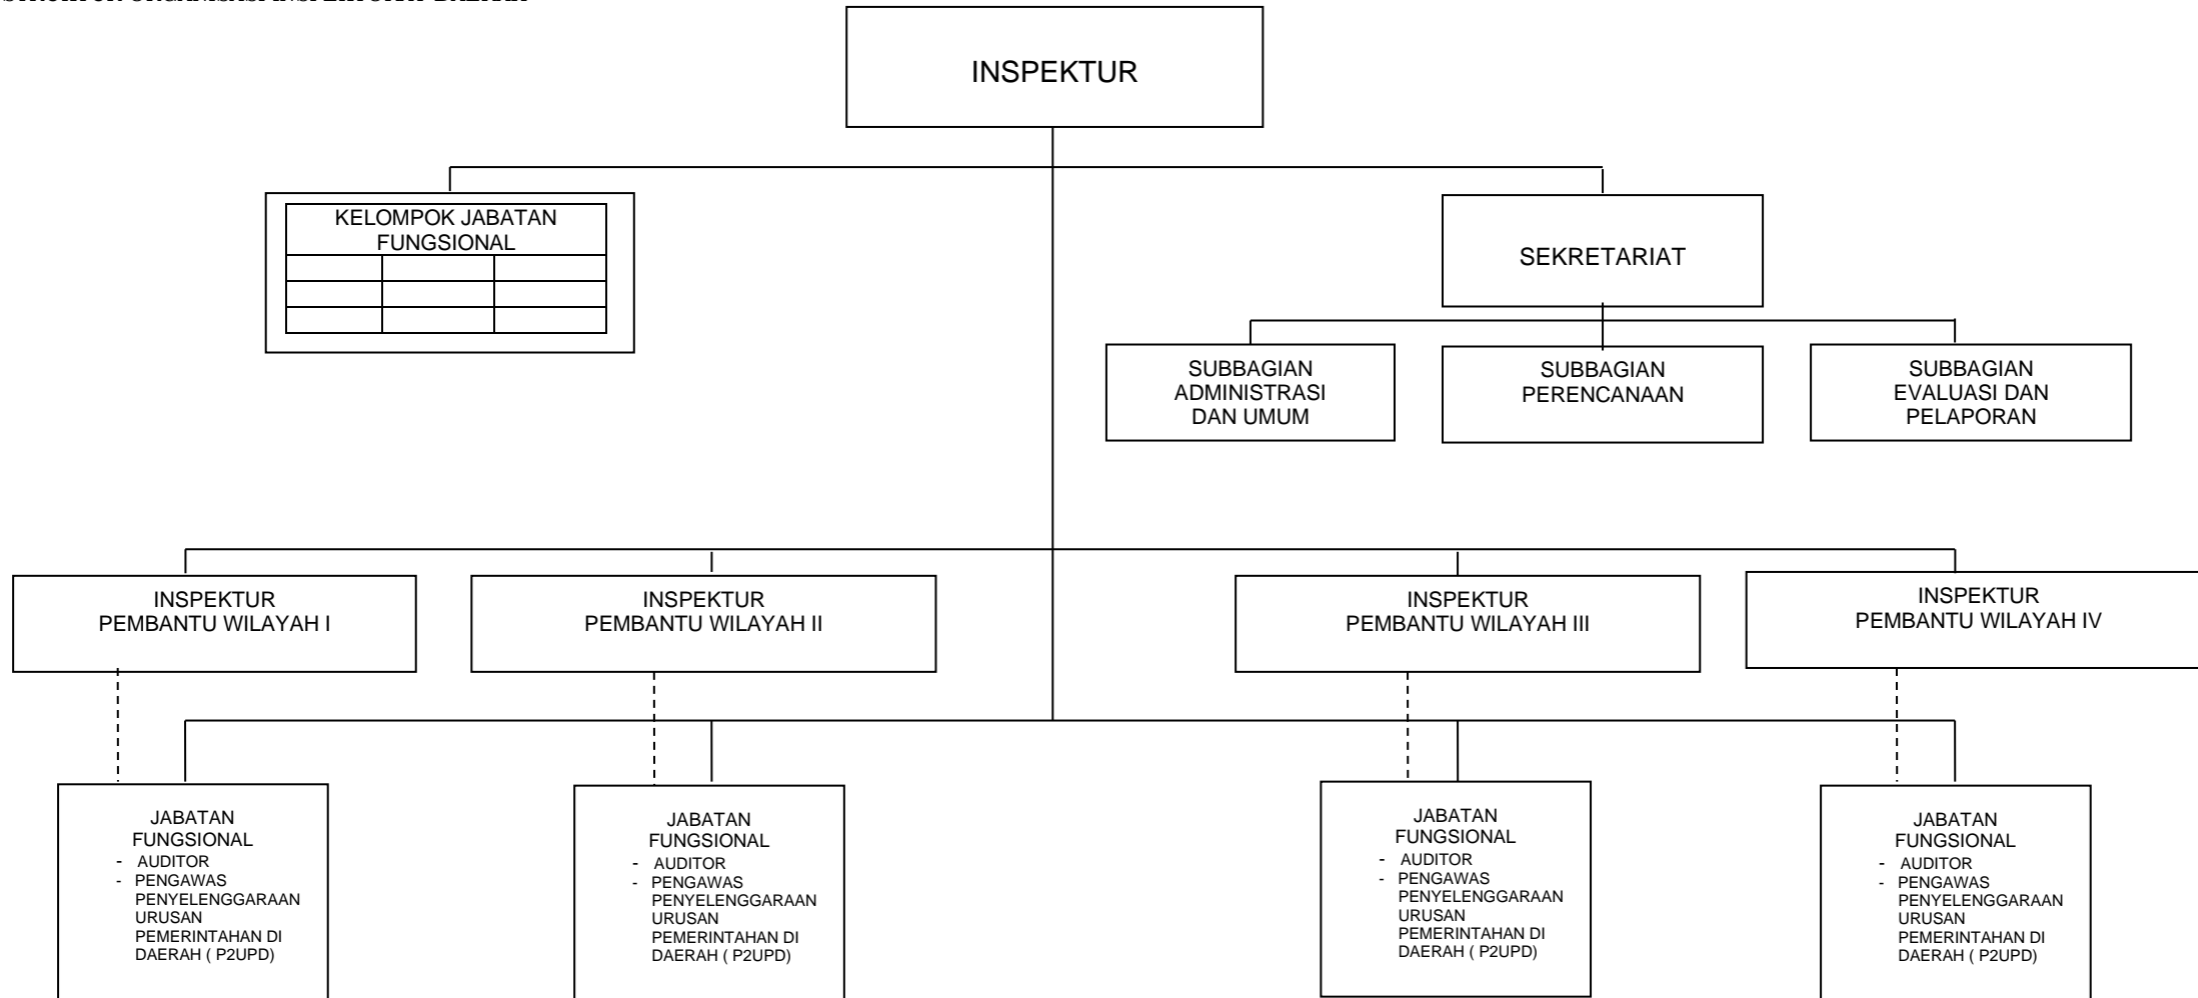 INSPEKTUR
KELOMPOK JABATAN
FUNGSIONAL
SEKRETARIAT
SUBBAGIAN
ADMINISTRASI
DAN UMUM
SUBBAGIAN
PERENCANAAN
SUBBAGIAN
EVALUASI DAN
PELAPORAN
INSPEKTUR
PEMBANTU WILAYAH I
INSPEKTUR
PEMBANTU WILAYAH II
INSPEKTUR
PEMBANTU WILAYAH III
INSPEKTUR
PEMBANTU WILAYAH IV
JABATAN
FUNGSIONAL
- AUDITOR
- PENGAWAS
PENYELENGGARAAN
URUSAN
PEMERINTAHAN DI
DAERAH ( P2UPD)
JABATAN
FUNGSIONAL
- AUDITOR
- PENGAWAS
PENYELENGGARAAN
URUSAN
PEMERINTAHAN DI
DAERAH ( P2UPD)
JABATAN
FUNGSIONAL
- AUDITOR
- PENGAWAS
PENYELENGGARAAN
URUSAN
PEMERINTAHAN DI
DAERAH ( P2UPD)
JABATAN
FUNGSIONAL
- AUDITOR
- PENGAWAS
PENYELENGGARAAN
URUSAN
PEMERINTAHAN DI
DAERAH ( P2UPD)